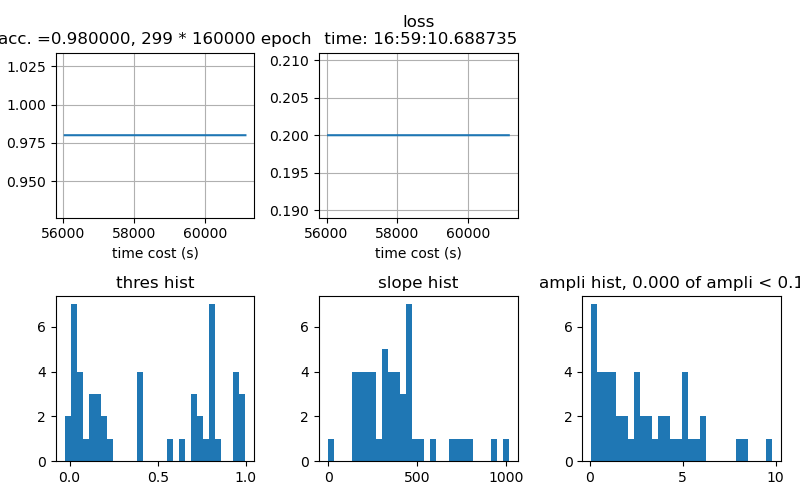 acc. =0.980000, 299 * 160000 epoch
loss
time: 16:59:10.688735
1.025
1.000
0.975
0.950
56000 58000 60000
time cost (s)
0.210
0.205
0.200
0.195
0.190
56000 58000 60000
time cost (s)
thres hist
6
4
2
0
0.0 0.5 1.0
slope hist
6
4
2
0
0 500 1000
ampli hist, 0.000 of ampli < 0.1
6
4
2
0
0 5 10